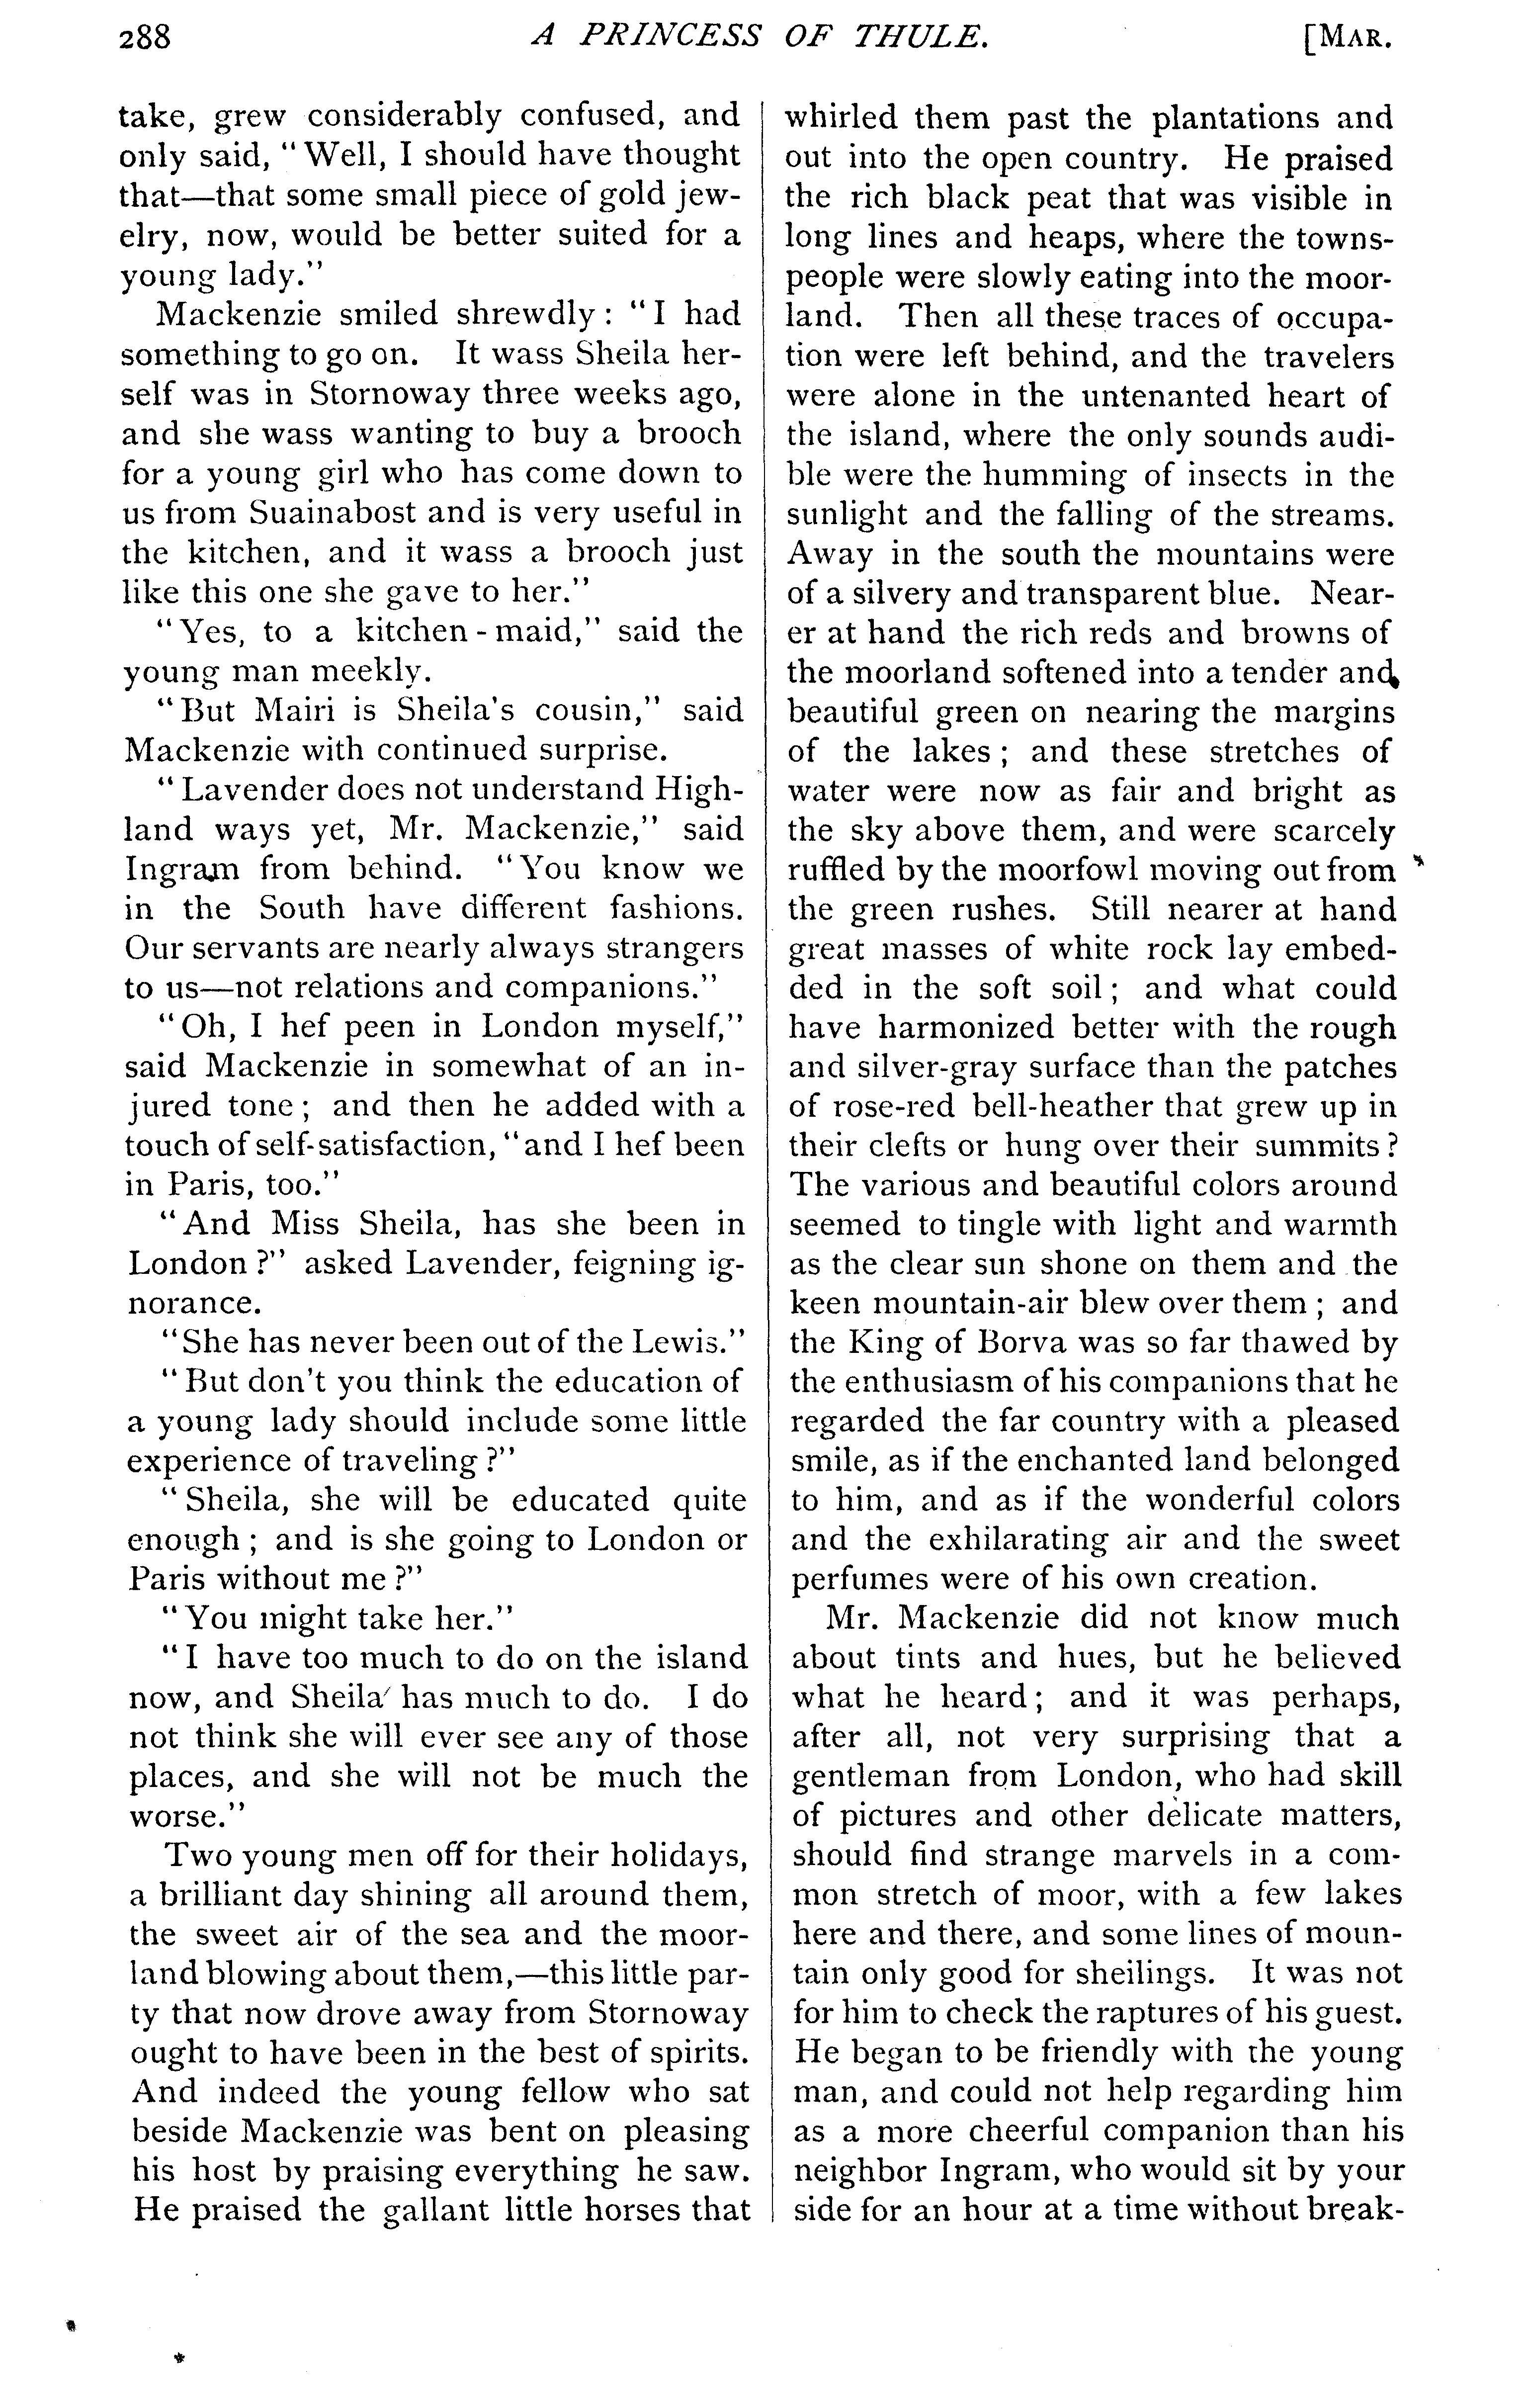 288 A PRINCESS OF THULE. [MAR.
take, grew considerably confused, and
only said, "Well, I should have thought
that—that some small piece of gold jew-
elry, now, would be better suited for a
young lady."
Mackenzie smiled shrewdly: "I had
something to go on. It wass Sheila her-
self was in Stornoway three weeks ago,
and she wass wanting to buy a brooch
for a young girl who has come down to
us from Suainabost and is very useful in
the kitchen, and it wass a brooch just
like this one she gave to her."
"Yes, to a kitchen-maid," said the
young man meekly.
"But Mairi is Sheila's cousin," said
Mackenzie with continued surprise.
"Lavender does not understand High-
land ways yet, Mr. Mackenzie," said
Ingram from behind. "You know we
in the South have different fashions.
Our servants are nearly always strangers
to us—not relations and companions."
"Oh, I hef peen in London myself,"
said Mackenzie in somewhat of an in-
jured tone; and then he added with a
touch of self-satisfaction, "and I hef been
in Paris, too."
"And Miss Sheila, has she been in
London?" asked Lavender, feigning ig-
norance.
"She has never been out of the Lewis."
"But don't you think the education of
a young lady should include some little
experience of traveling?"
"Sheila, she will be educated quite
enough; and is she going to London or
Paris without me?"
"You might take her."
"I have too much to do on the island
now, and Sheila has much to do. I do
not think she will ever see any of those
places, and she will not be much the
worse."
Two young men off for their holidays,
a brilliant day shining all around them,
the sweet air of the sea and the moor-
land blowing about them,—this little par-
ty that now drove away from Stornoway
ought to have been in the best of spirits.
And indeed the young fellow who sat
beside Mackenzie was bent on pleasing
his host by praising everything he saw.
He praised the gallant little horses that
whirled them past the plantations and
out into the open country. He praised
the rich black peat that was visible in
long lines and heaps, where the towns-
people were slowly eating into the moor-
land. Then all these traces of occupa-
tion were left behind, and the travelers
were alone in the untenanted heart of
the island, where the only sounds audi-
ble were the humming of insects in the
sunlight and the falling of the streams.
Away in the south the mountains were
of a silvery and transparent blue. Near-
er at hand the rich reds and browns of
the moorland softened into a tender and
beautiful green on nearing the margins
of the lakes; and these stretches of
water were now as fair and bright as
the sky above them, and were scarcely
ruffled by the moorfowl moving out from
the green rushes. Still nearer at hand
great masses of white rock lay embed-
ded in the soft soil; and what could
have harmonized better with the rough
and silver-gray surface than the patches
of rose-red bell-heather that grew up in
their clefts or hung over their summits?
The various and beautiful colors around
seemed to tingle with light and warmth
as the clear sun shone on them and the
keen mountain-air blew over them; and
the King of Borva was so far thawed by
the enthusiasm of his companions that he
regarded the far country with a pleased
smile, as if the enchanted land belonged
to him, and as if the wonderful colors
and the exhilarating air and the sweet
perfumes were of his own creation.
Mr. Mackenzie did not know much
about tints and hues, but he believed
what he heard; and it was perhaps,
after all, not very surprising that a
gentleman from London, who had skill
of pictures and other delicate matters,
should find strange marvels in a com-
mon stretch of moor, with a few lakes
here and there, and some lines of moun-
tain only good for sheilings. It was not
for him to check the raptures of his guest.
He began to be friendly with the young
man, and could not help regarding him
as a more cheerful companion than his
neighbor Ingram, who would sit by your
side for an hour at a time without break-